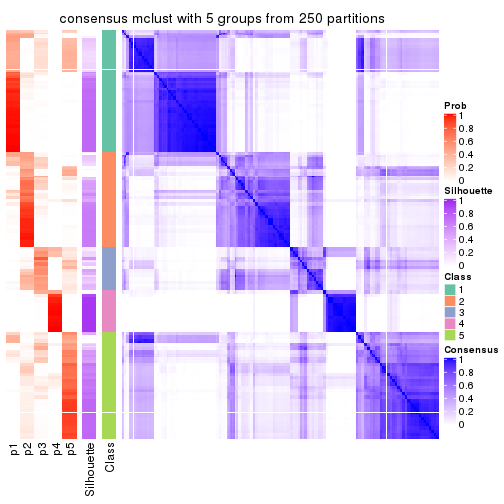 consensus mclust with 5 groups from 250 partitions
Prob
1
0.8
0.6
0.4
0.2
0
Silhouette
1
0.8
0.6
0.4
0.2
0
Class
1
2
3
4
5
Consensus
1
0.8
0.6
0.4
0.2
0
p1
p2
p3
p4
p5
Silhouette
Class